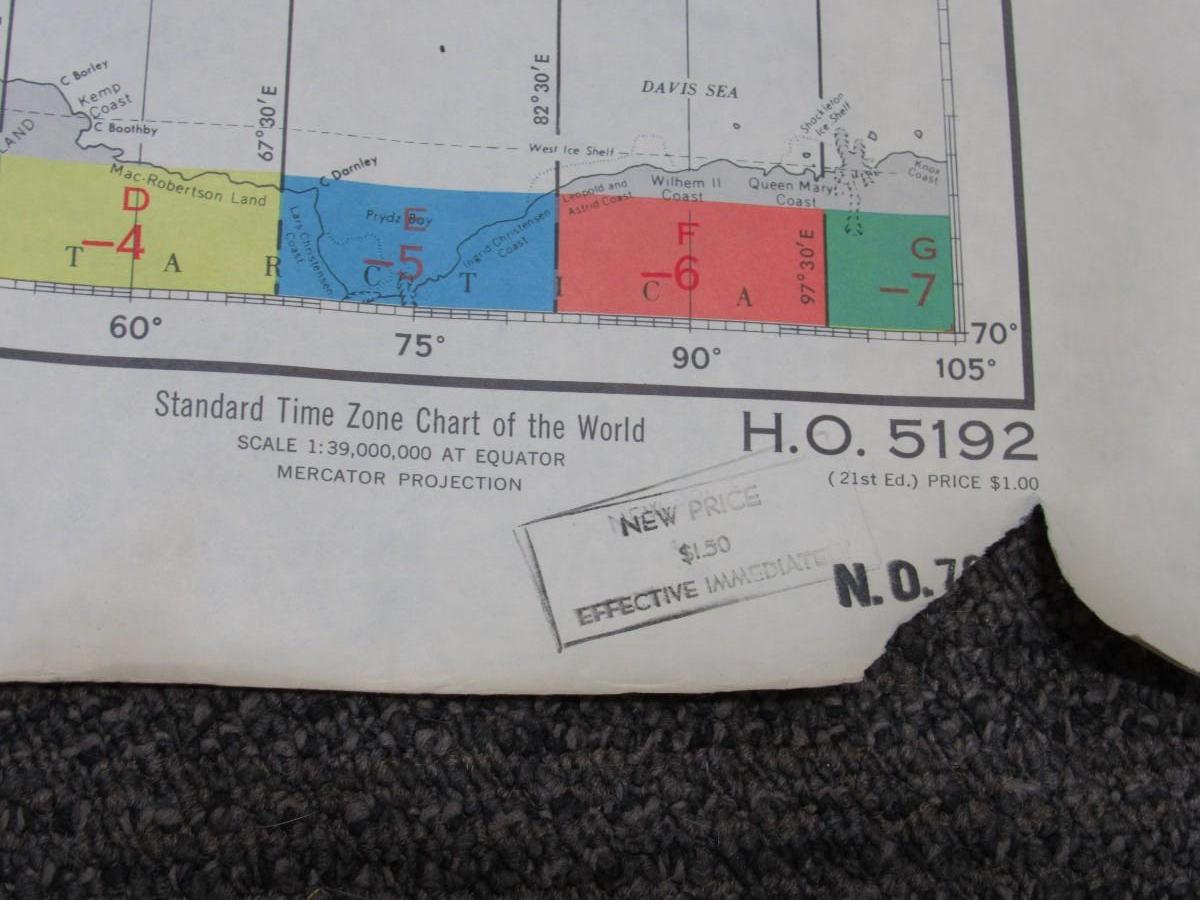 C Borley
Kemp
Coast
LAND
C Boothby
67°30'E
82°30'E
DAVIS SEA
Shackleton
Ice Shelf
West Ice Shelf
Mac-Robertson Land
C Darnley
Leopold and
Astrid Coast
Wilhem II
Coast
Queen Mary
Coast
Knox
Coast
D
-4
Lars Christensen
Coast
Prydz Bay
E
-5
Ingrid Christensen
Coast
F
-6
97°30'E
G
-7
T A R C T I C A
60°
75°
90°
70°
105°
Standard Time Zone Chart of the World
SCALE 1:39,000,000 AT EQUATOR
MERCATOR PROJECTION
H.O. 5192
(21st Ed.) PRICE $1.00
NEW PRICE
$1.50
EFFECTIVE IMMEDIATELY
N.O.7